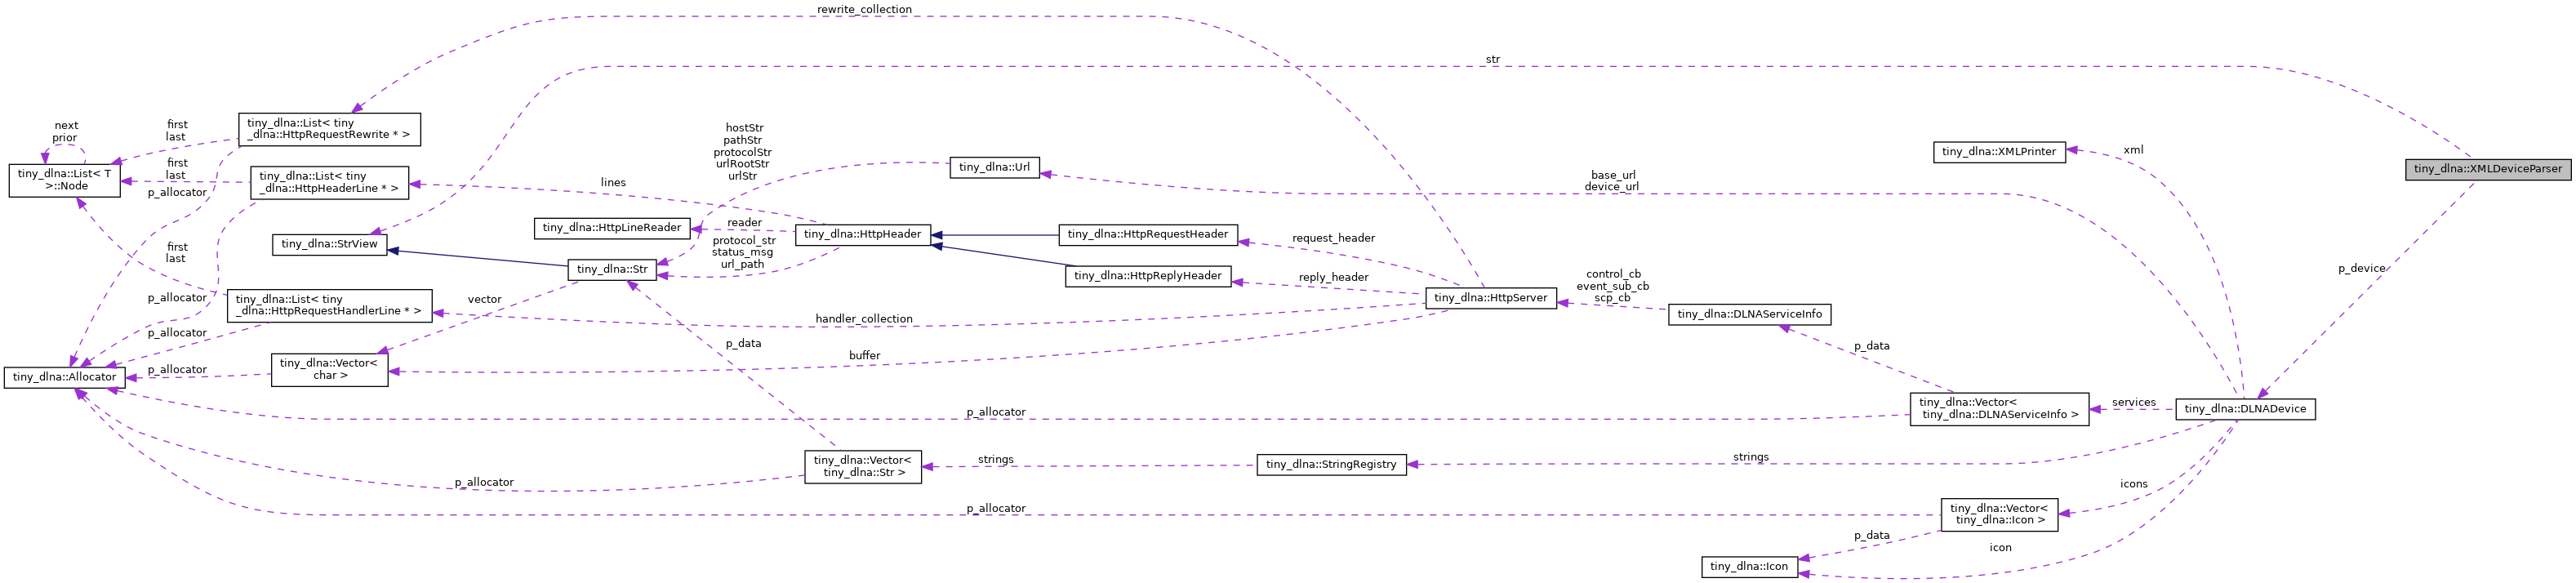 rewrite_collection
str
tiny_dlna::List< tiny
_dlna::HttpRequestRewrite * >
next
prior
first
last
hostStr
pathStr
protocolStr
urlRootStr
urlStr
tiny_dlna::XMLPrinter
xml
tiny_dlna::XMLDeviceParser
tiny_dlna::List< T
>::Node
first
last
tiny_dlna::List< tiny
_dlna::HttpHeaderLine * >
p_allocator
lines
tiny_dlna::Url
base_url
device_url
tiny_dlna::HttpLineReader
reader
tiny_dlna::HttpHeader
tiny_dlna::HttpRequestHeader
request_header
tiny_dlna::StrView
first
last
protocol_str
status_msg
url_path
tiny_dlna::Str
tiny_dlna::HttpReplyHeader
reply_header
control_cb
event_sub_cb
scp_cb
p_device
p_allocator
tiny_dlna::List< tiny
_dlna::HttpRequestHandlerLine * >
vector
tiny_dlna::HttpServer
tiny_dlna::DLNAServiceInfo
handler_collection
p_allocator
p_data
buffer
p_data
tiny_dlna::Allocator
p_allocator
tiny_dlna::Vector<
char >
p_allocator
tiny_dlna::Vector<
tiny_dlna::DLNAServiceInfo >
services
tiny_dlna::DLNADevice
tiny_dlna::Vector<
tiny_dlna::Str >
strings
tiny_dlna::StringRegistry
strings
p_allocator
p_allocator
icons
tiny_dlna::Vector<
tiny_dlna::Icon >
p_data
icon
tiny_dlna::Icon